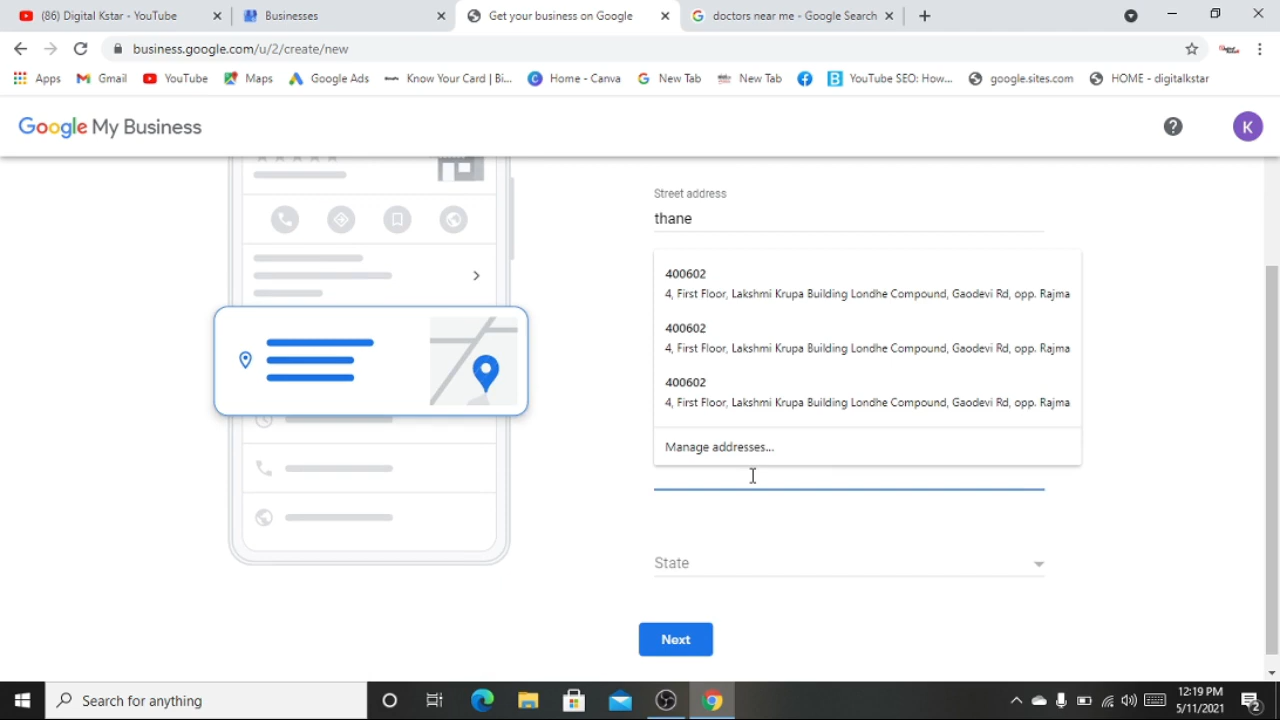 (86) Digital Kstar - YouTube
Businesses
Get your business on Google
doctors near me - Google Search
business.google.com/u/2/create/new
Apps
Gmail
YouTube
Maps
Google Ads
Know Your Card | Bi...
Home - Canva
New Tab
New Tab
YouTube SEO: How...
google.sites.com
HOME - digitalkstar
Google My Business
K
Street address
thane
400602
4, First Floor, Lakshmi Krupa Building Londhe Compound, Gaodevi Rd, opp. Rajma
400602
4, First Floor, Lakshmi Krupa Building Londhe Compound, Gaodevi Rd, opp. Rajma
400602
4, First Floor, Lakshmi Krupa Building Londhe Compound, Gaodevi Rd, opp. Rajma
Manage addresses...
State
Next
Search for anything
12:19 PM
5/11/2021
2